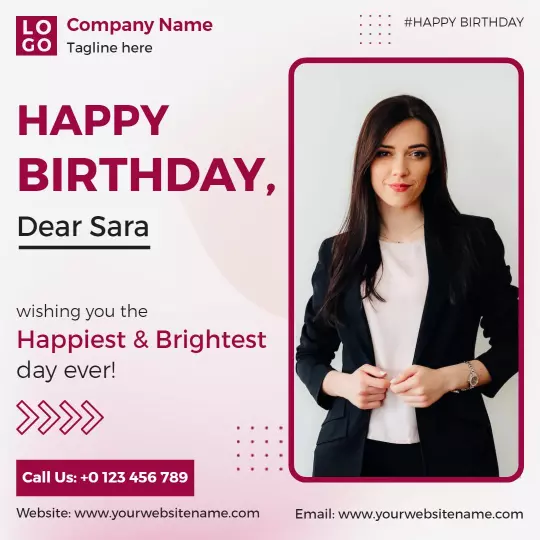 LO
GO
Company Name
Tagline here
#HAPPY BIRTHDAY
HAPPY
BIRTHDAY,
Dear Sara
wishing you the
Happiest & Brightest
day ever!
Call Us: +0 123 456 789
Website: www.yourwebsitename.com
Email: www.yourwebsitename.com